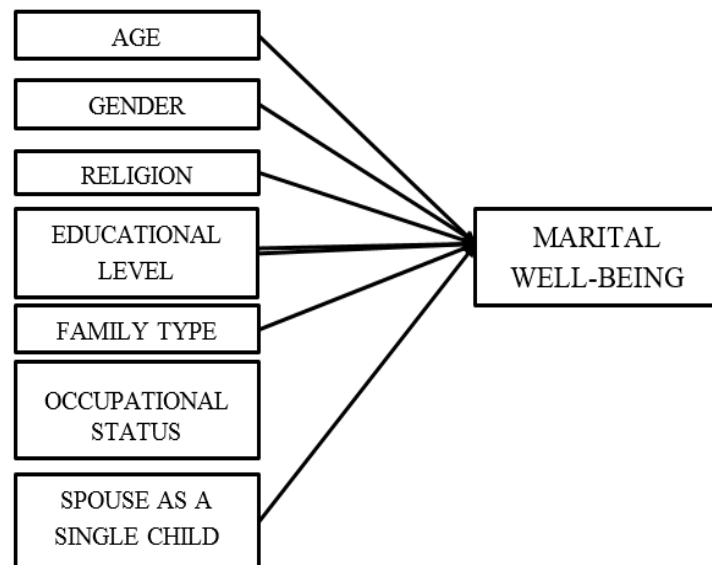 AGE
GENDER
RELIGION
EDUCATIONAL
LEVEL
FAMILY TYPE
OCCUPATIONAL
STATUS
SPOUSE AS A
SINGLE CHILD
MARITAL
WELL-BEING